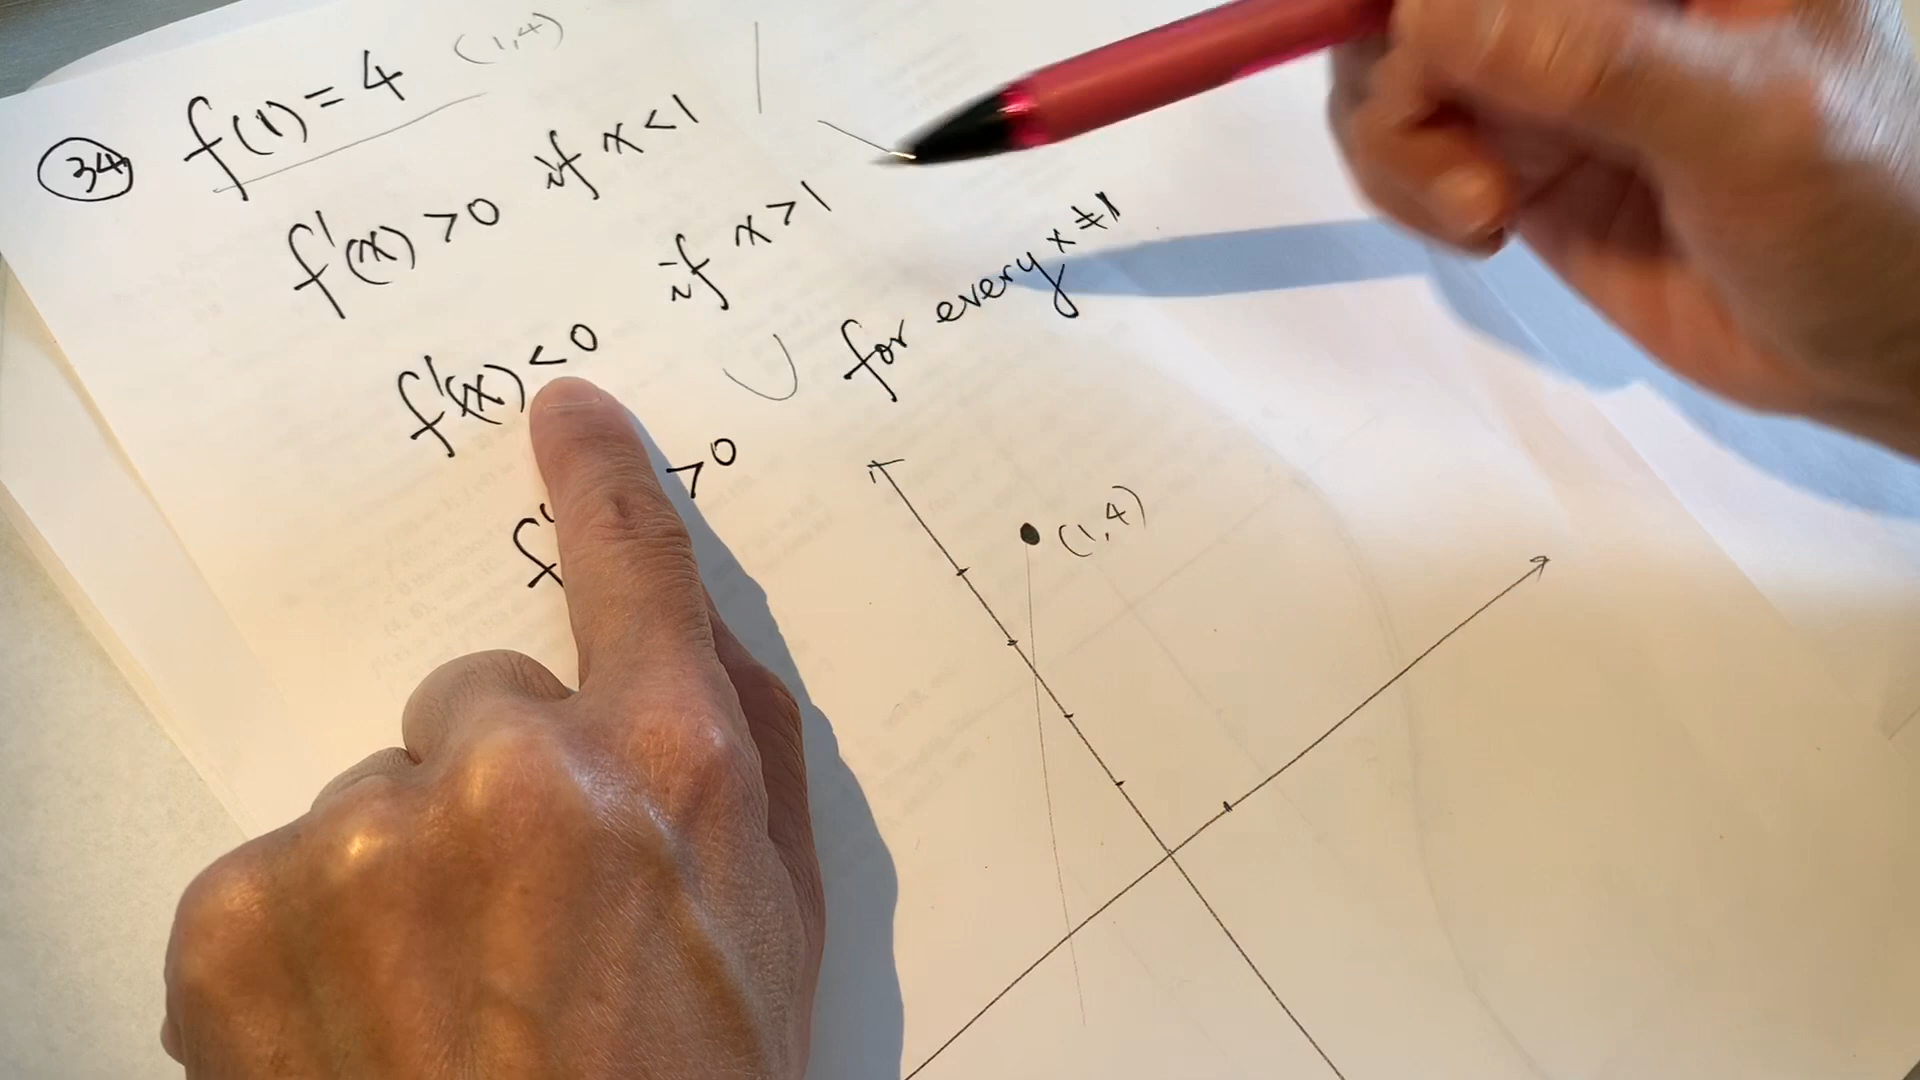 34 f(1) = 4 (1,4)
f'(x) > 0 if x < 1
f'(x) < 0 if x > 1
f' > 0 for every x ≠ 1
(1,4)